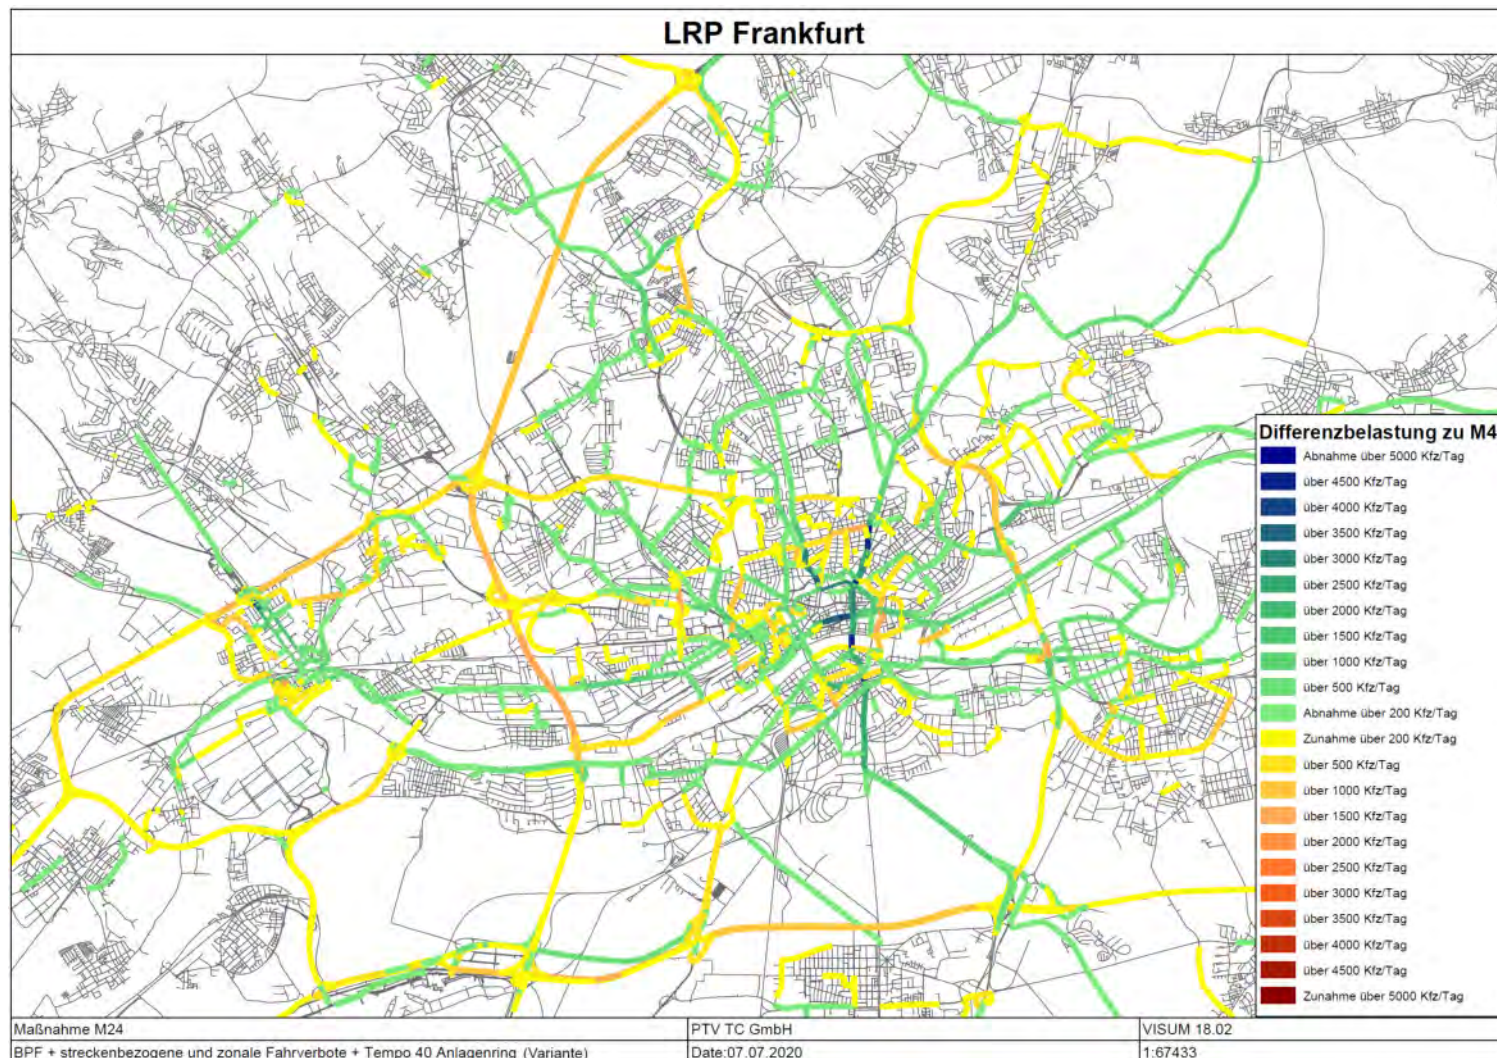 LRP Frankfurt
Differenzbelastung zu M4
Abnahme über 5000 Kfz/Tag
über 4500 Kfz/Tag
über 4000 Kfz/Tag
über 3500 Kfz/Tag
über 3000 Kfz/Tag
über 2500 Kfz/Tag
über 2000 Kfz/Tag
über 1500 Kfz/Tag
über 1000 Kfz/Tag
über 500 Kfz/Tag
Abnahme über 200 Kfz/Tag
Zunahme über 200 Kfz/Tag
über 500 Kfz/Tag
über 1000 Kfz/Tag
über 1500 Kfz/Tag
über 2000 Kfz/Tag
über 2500 Kfz/Tag
über 3000 Kfz/Tag
über 3500 Kfz/Tag
über 4000 Kfz/Tag
über 4500 Kfz/Tag
Zunahme über 5000 Kfz/Tag
Maßnahme M24
PTV TC GmbH
VISUM 18.02
BPF + streckenbezogene und zonale Fahrverbote + Tempo 40 Anlagenring (Variante)
Date:07.07.2020
1:67433